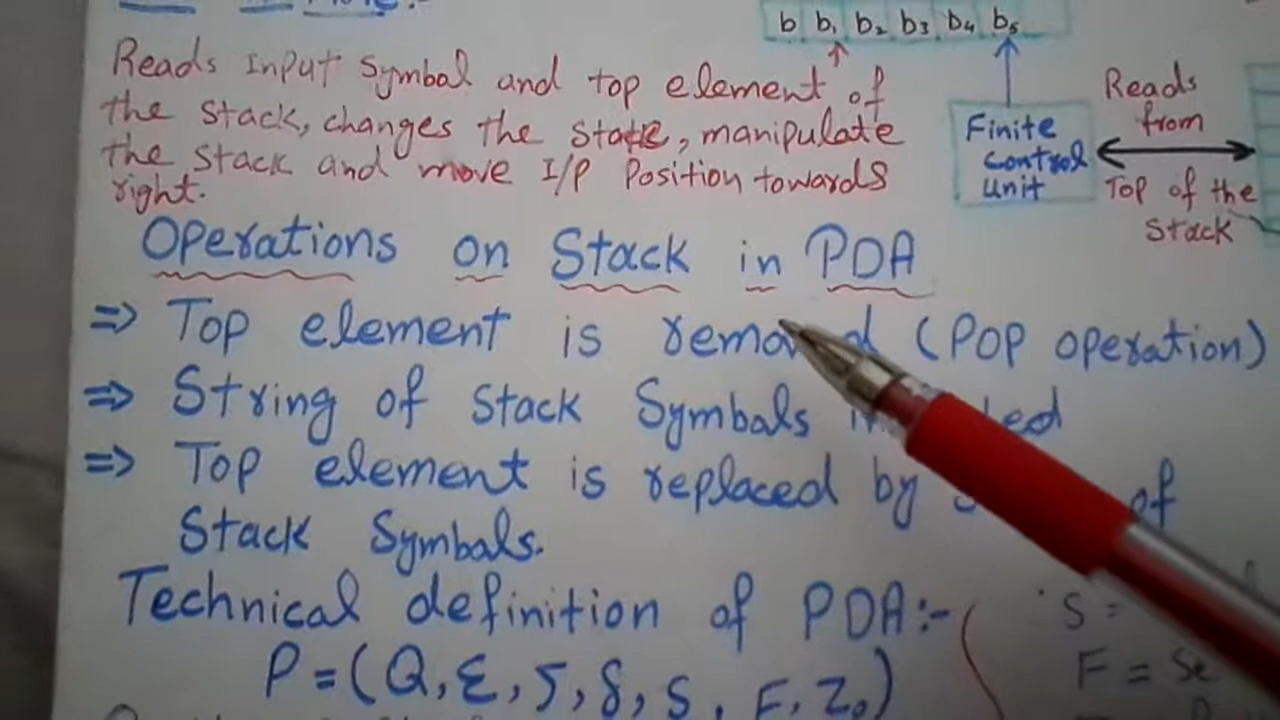 b b₁ b₂ b₃ b₄ b₅
Reads Input Symbol and top element of
the stack, changes the state, manipulate
the stack and move I/P Position towards
right.
Finite
Control
Unit
Reads
from
Top of the
Stack
Operations on Stack in PDA
⇒ Top element is (POP operation)
⇒ String of Stack Symbals
⇒ Top element is replaced by of
Stack Symbals.
Technical definition of PDA:-
P=(Q, Σ, Γ, δ, S, F, Z₀)
S =
F = Se